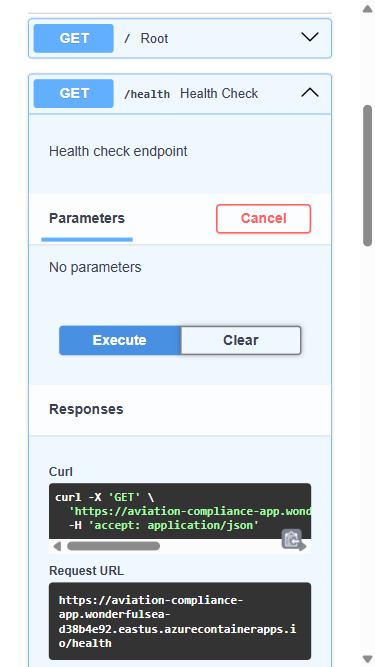 GET / Root
GET /health Health Check
Health check endpoint
Parameters Cancel
No parameters
Execute Clear
Responses
Curl
curl -X 'GET' \
'https://aviation-compliance-app.wond
-H 'accept: application/json'
Request URL
https://aviation-compliance-
app.wonderfulsea-
d38b4e92.eastus.azurecontainerapps.i
o/health